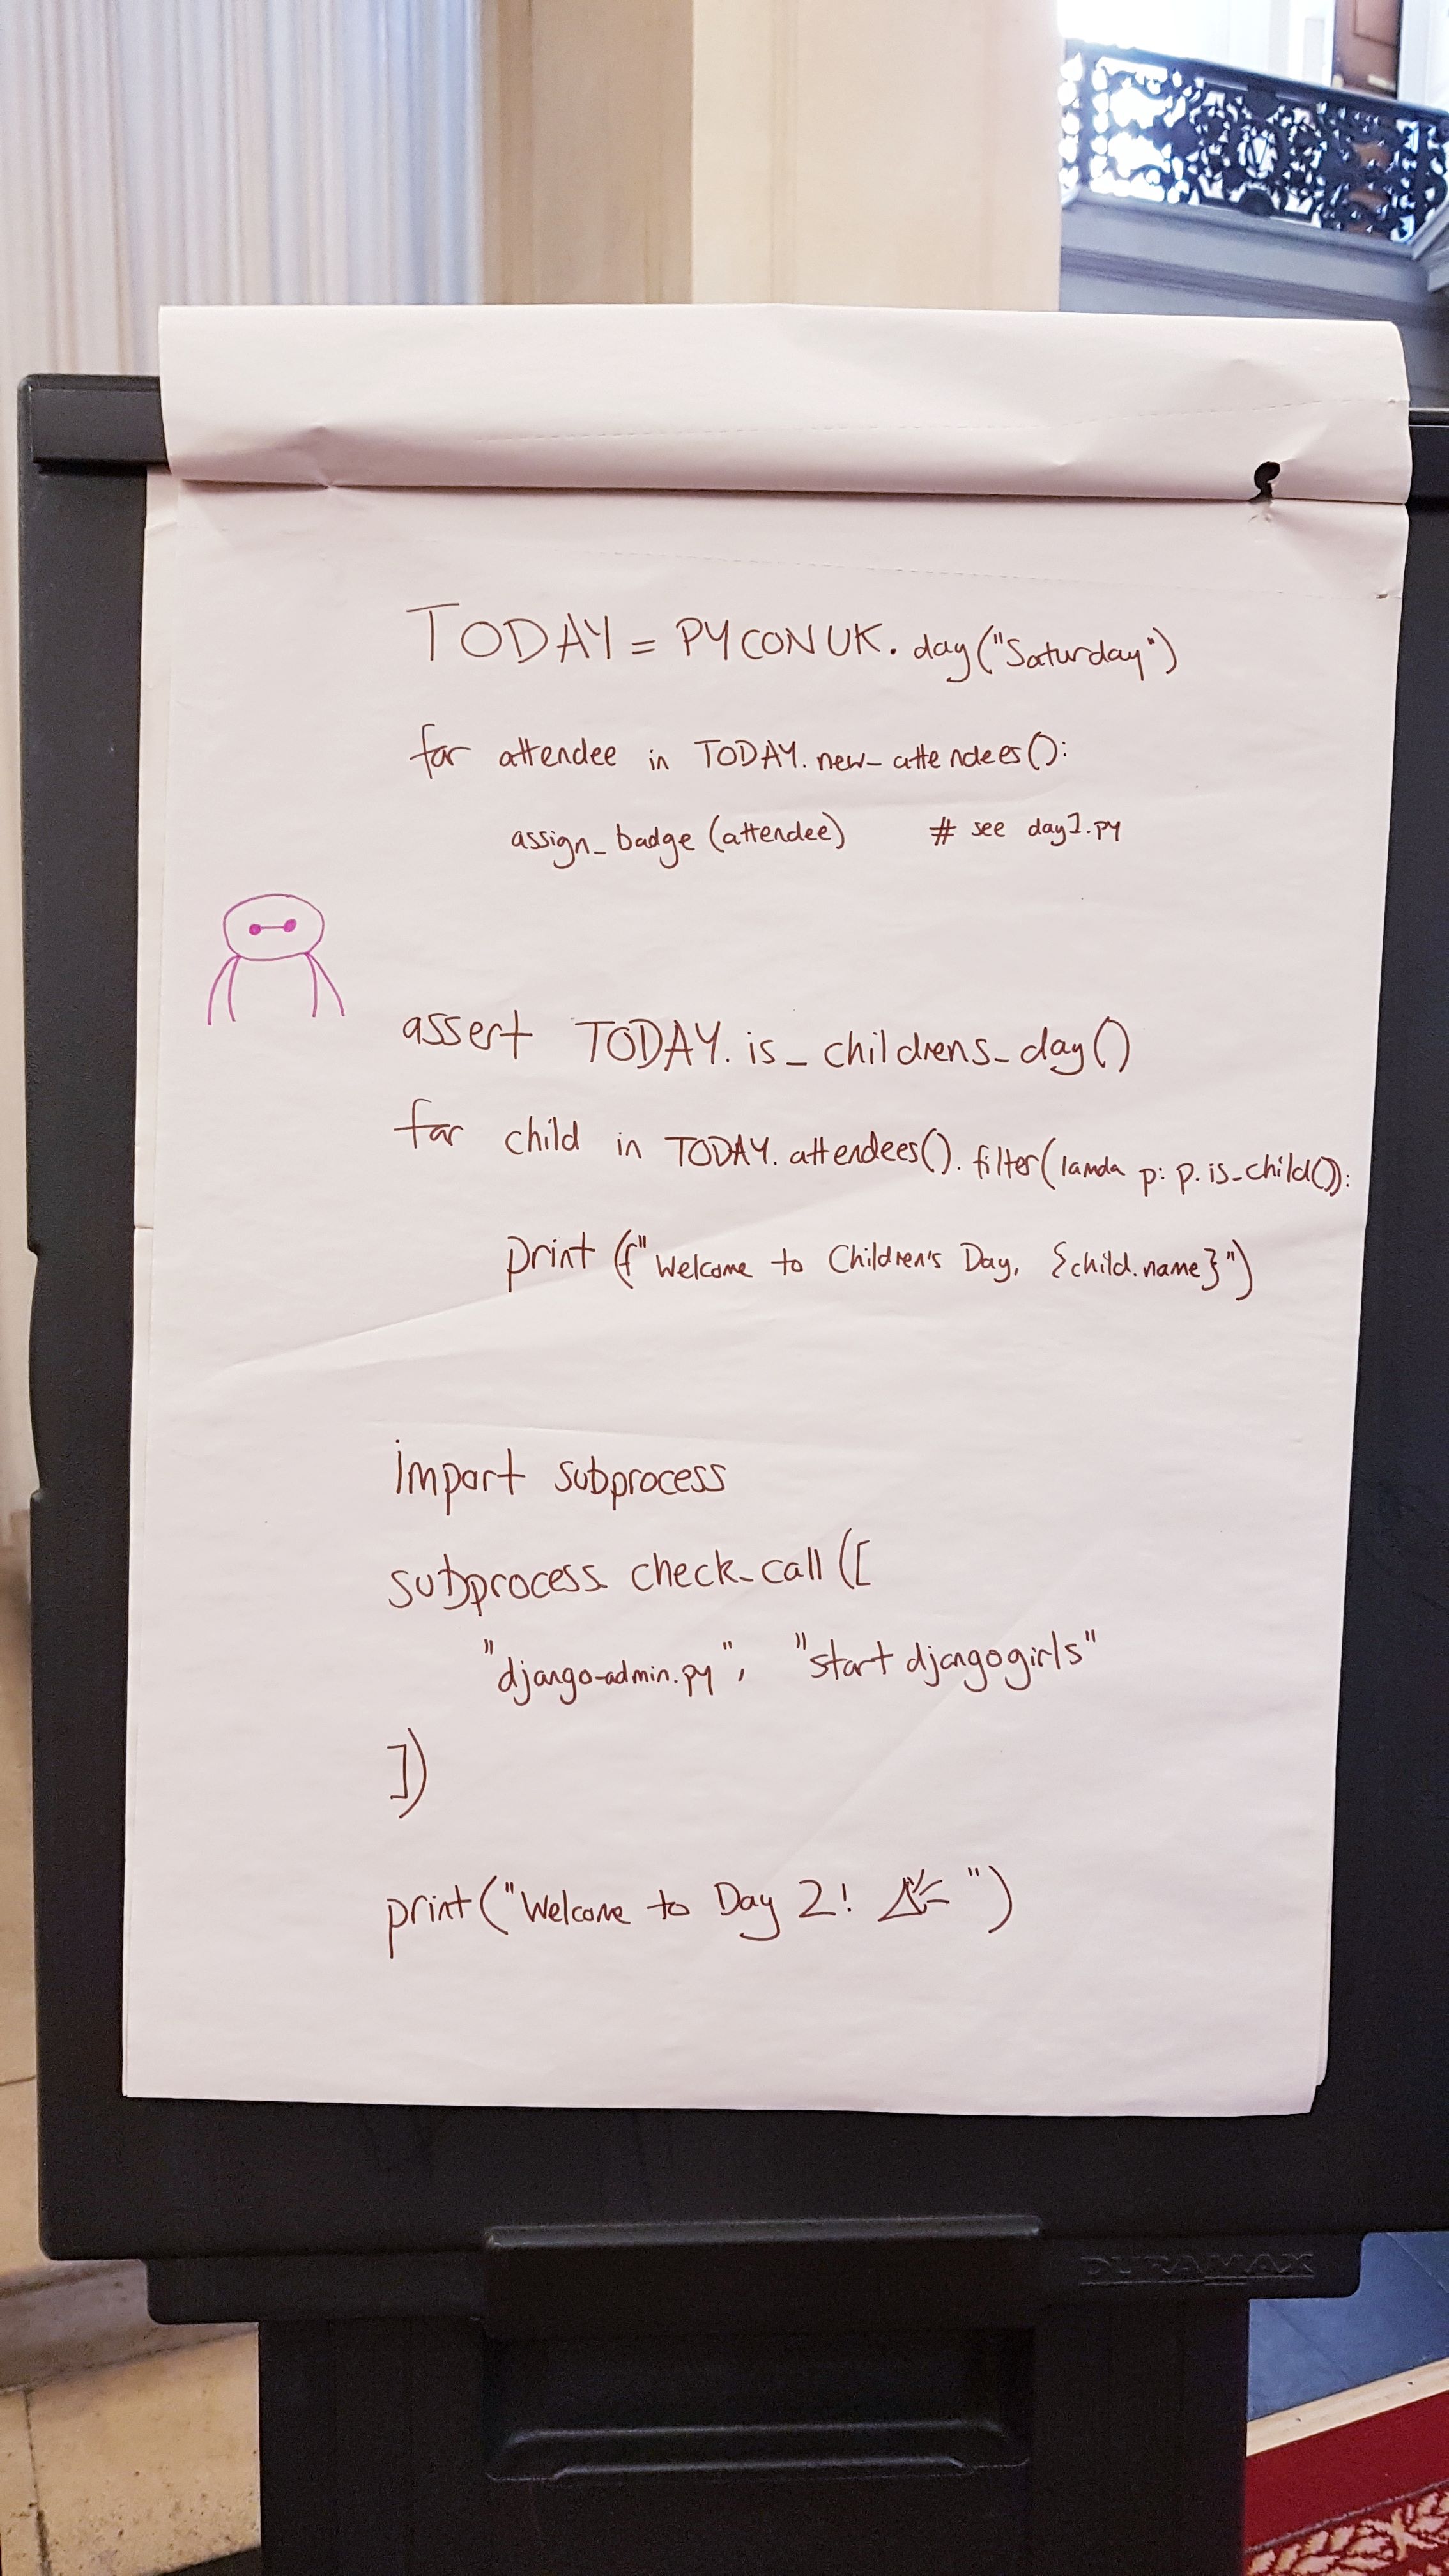 TODAY = PYCONUK.day("Saturday")
for attendee in TODAY.new_attendees():
assign_badge(attendee) # see day1.py
assert TODAY.is_childrens_day()
for child in TODAY.attendees().filter(lamda p: p.is_child()):
print(f"Welcome to Children's Day, {child.name}")
import subprocess
subprocess.check_call([
"django-admin.py", "startdjangogirls"
])
print("Welcome to Day 2! ")
DURAMAX